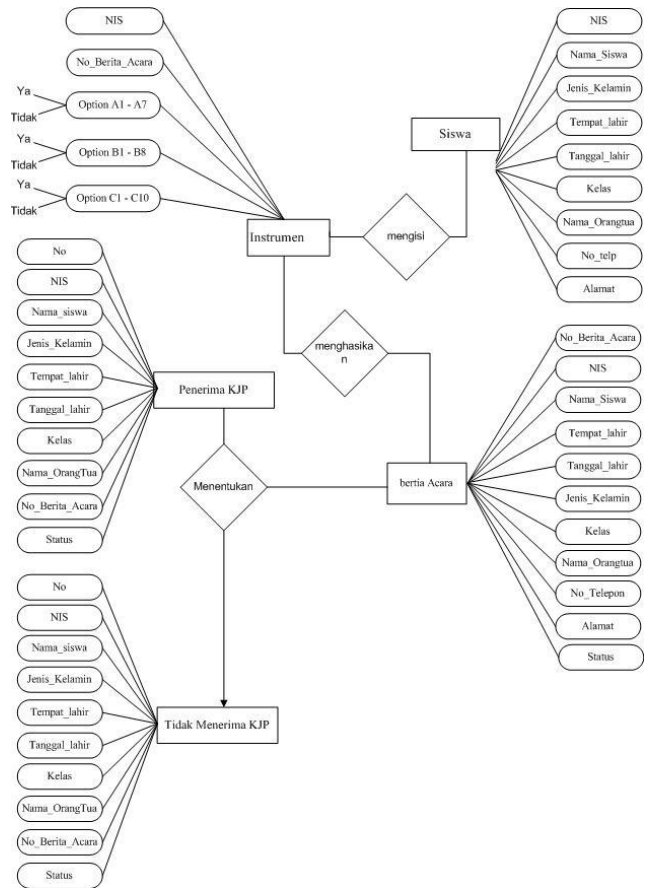 NIS
No_Berita_Acara
Ya
Tidak
Option A1 - A7
Ya
Tidak
Option B1 - B8
Ya
Tidak
Option C1 - C10
Instrumen
mengisi
Siswa
NIS
Nama_Siswa
Jenis_Kelamin
Tempat_lahir
Tanggal_lahir
Kelas
Nama_Orangtua
No_telp
Alamat
menghasika
n
No
NIS
Nama_siswa
Jenis_Kelamin
Tempat_lahir
Tanggal_lahir
Kelas
Nama_OrangTua
No_Berita_Acara
Status
Penerima KJP
Menentukan
bertia Acara
No_Berita_Acara
NIS
Nama_Siswa
Tempat_lahir
Tanggal_lahir
Jenis_Kelamin
Kelas
Nama_Orangtua
No_Telepon
Alamat
Status
No
NIS
Nama_siswa
Jenis_Kelamin
Tempat_lahir
Tanggal_lahir
Kelas
Nama_OrangTua
No_Berita_Acara
Status
Tidak Menerima KJP